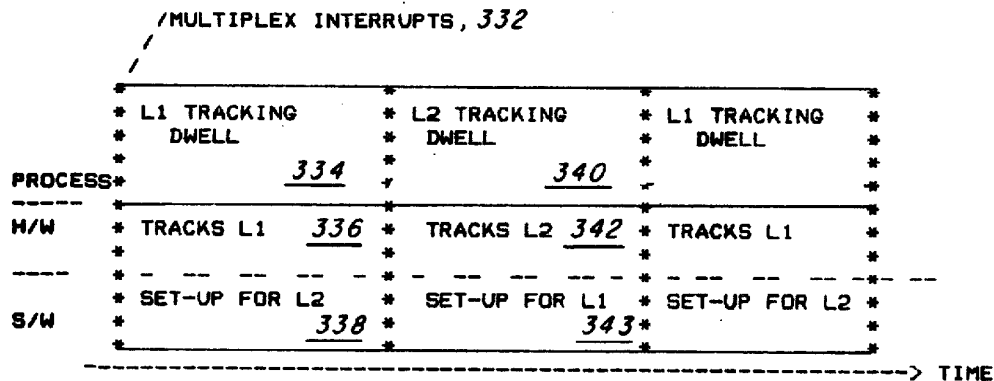 /MULTIPLEX INTERRUPTS, 332
L1 TRACKING L2 TRACKING L1 TRACKING
DWELL DWELL DWELL
334 340
PROCESS
H/W TRACKS L1 336 TRACKS L2 342 TRACKS L1
SET-UP FOR L2 SET-UP FOR L1 SET-UP FOR L2
S/W 338 343
TIME